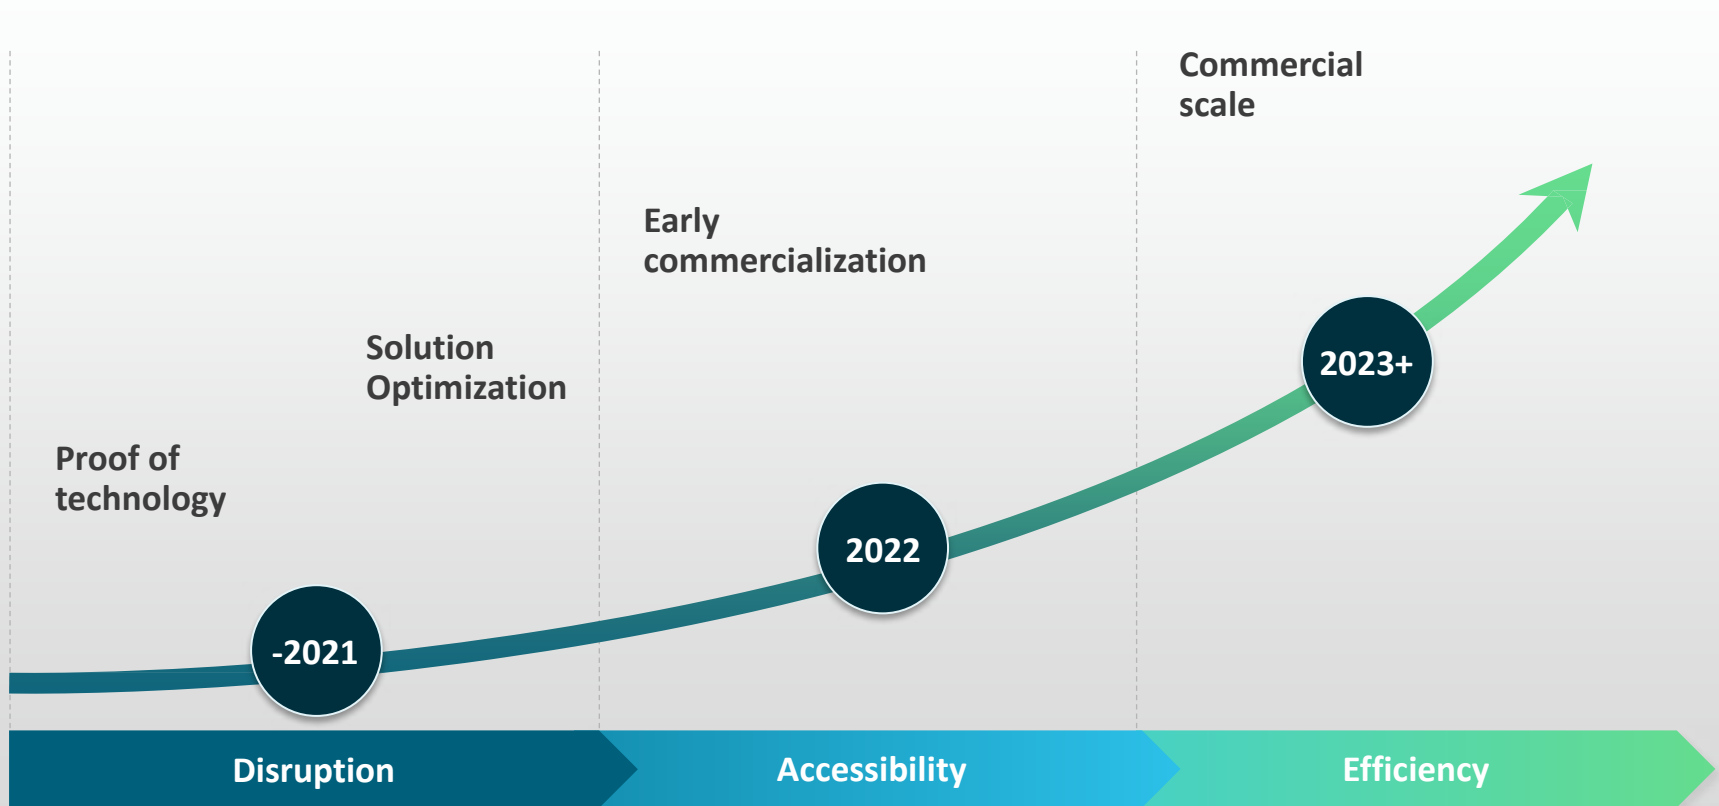 Commercial
scale
Early
commercialization
Solution
Optimization
Proof of
technology
-2021
2022
2023+
Disruption
Accessibility
Efficiency